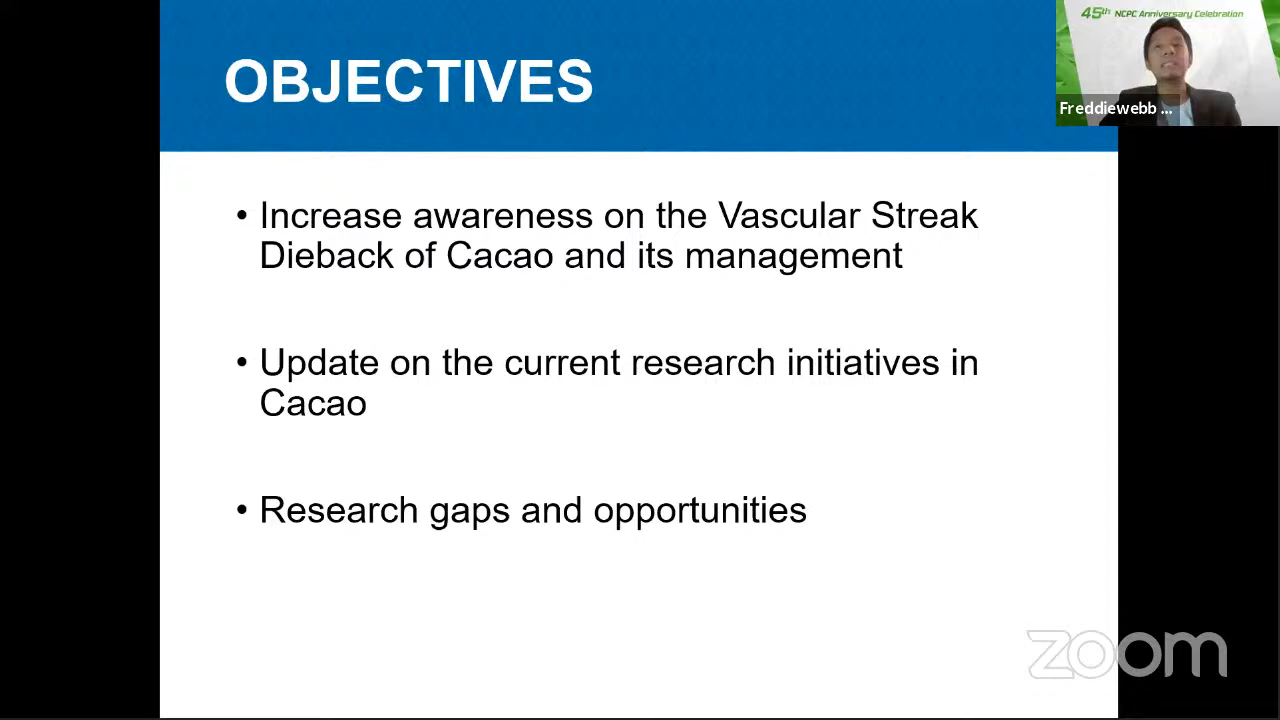 45th NCPC Anniversary Celebration
OBJECTIVES
Freddiewebb ...
• Increase awareness on the Vascular Streak
Dieback of Cacao and its management
• Update on the current research initiatives in
Cacao
• Research gaps and opportunities
zoom